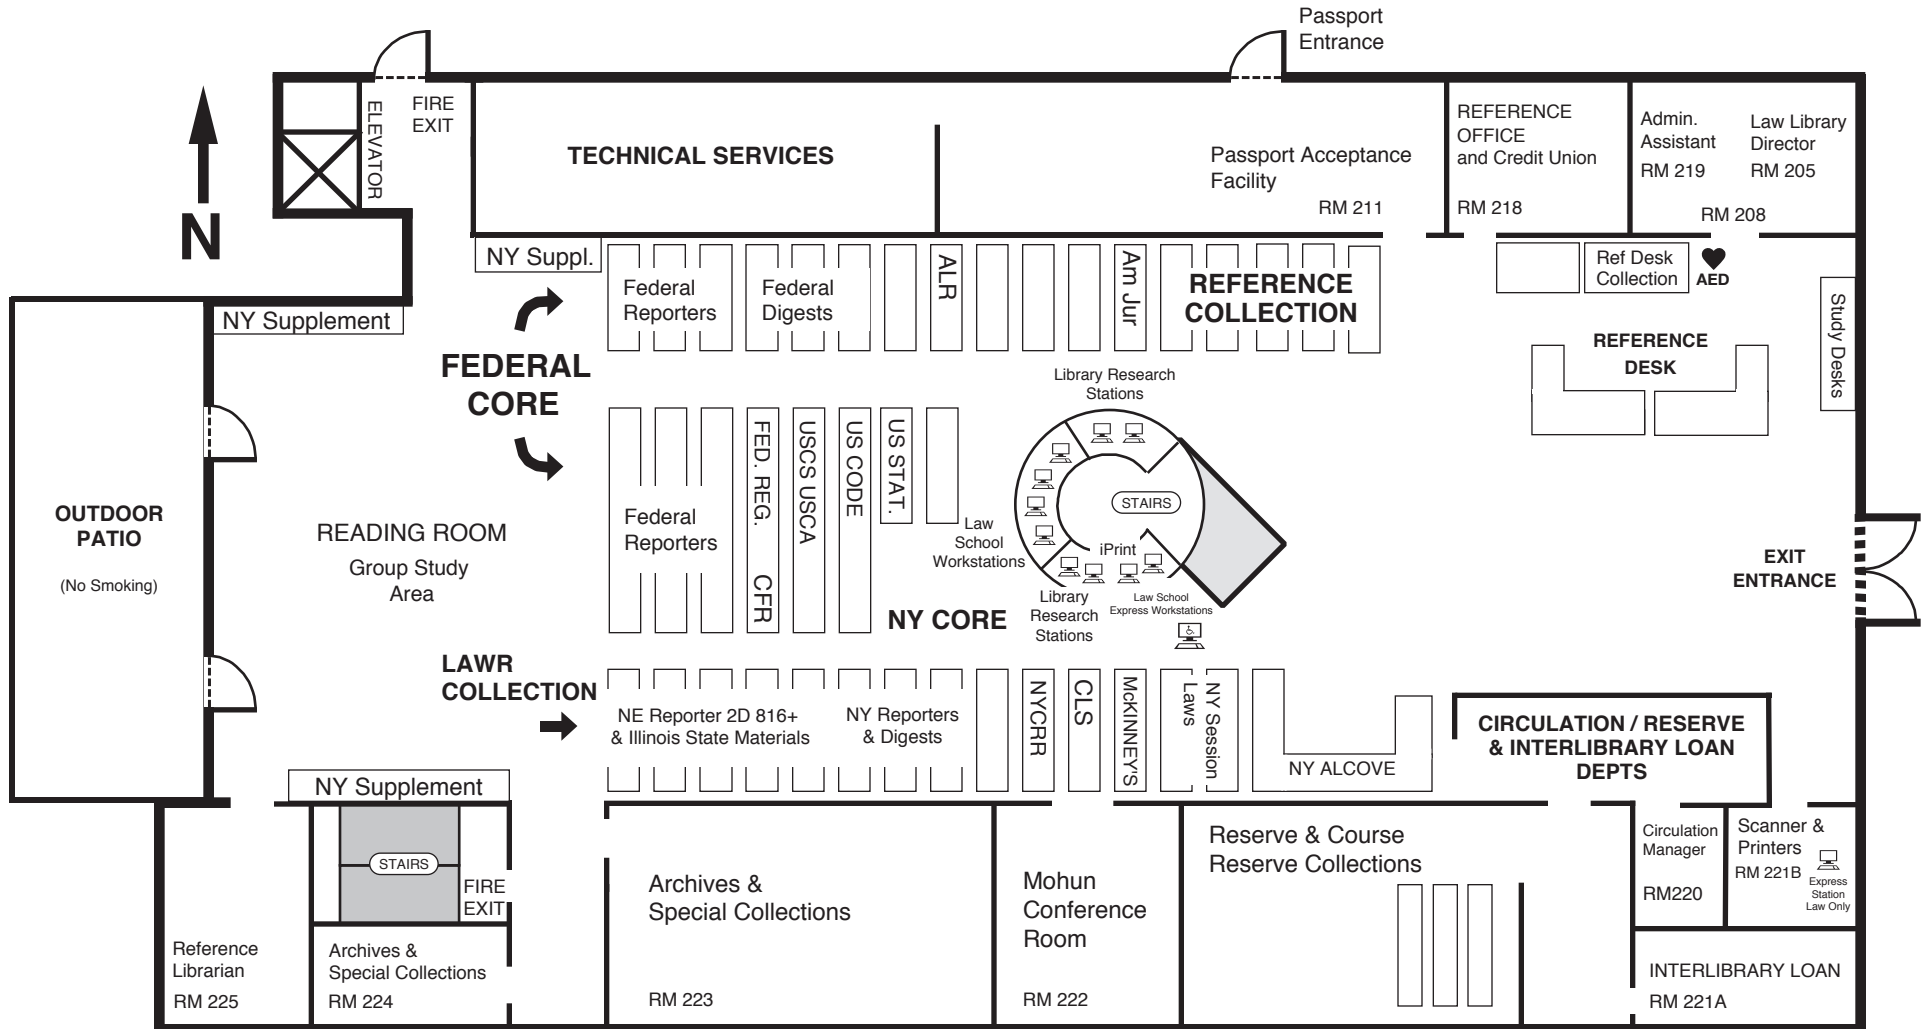 Passport
Entrance
ELEVATOR
FIRE
EXIT
TECHNICAL SERVICES
Passport Acceptance
Facility
RM 211
REFERENCE
OFFICE
and Credit Union
RM 218
Admin.
Assistant
RM 219
Law Library
Director
RM 205
RM 208
N
NY Suppl.
Federal
Reporters
Federal
Digests
ALR
Am Jur
REFERENCE
COLLECTION
Ref Desk
Collection
AED
Study Desks
NY Supplement
FEDERAL
CORE
REFERENCE
DESK
Library Research
Stations
FED. REG.
CFR
USCS USCA
US CODE
US STAT.
Federal
Reporters
STAIRS
Law
School
Workstations
iPrint
Library
Research
Stations
Law School
Express Workstations
OUTDOOR
PATIO
(No Smoking)
READING ROOM
Group Study
Area
EXIT
ENTRANCE
NY CORE
LAWR
COLLECTION
NE Reporter 2D 816+
& Illinois State Materials
NY Reporters
& Digests
NYCRR
CLS
McKINNEY'S
NY Session
Laws
NY ALCOVE
CIRCULATION / RESERVE
& INTERLIBRARY LOAN
DEPTS
NY Supplement
STAIRS
FIRE
EXIT
Reference
Librarian
RM 225
Archives &
Special Collections
RM 224
Archives &
Special Collections
RM 223
Mohun
Conference
Room
RM 222
Reserve & Course
Reserve Collections
Circulation
Manager
RM220
Scanner &
Printers
RM 221B
Express
Station
Law Only
INTERLIBRARY LOAN
RM 221A